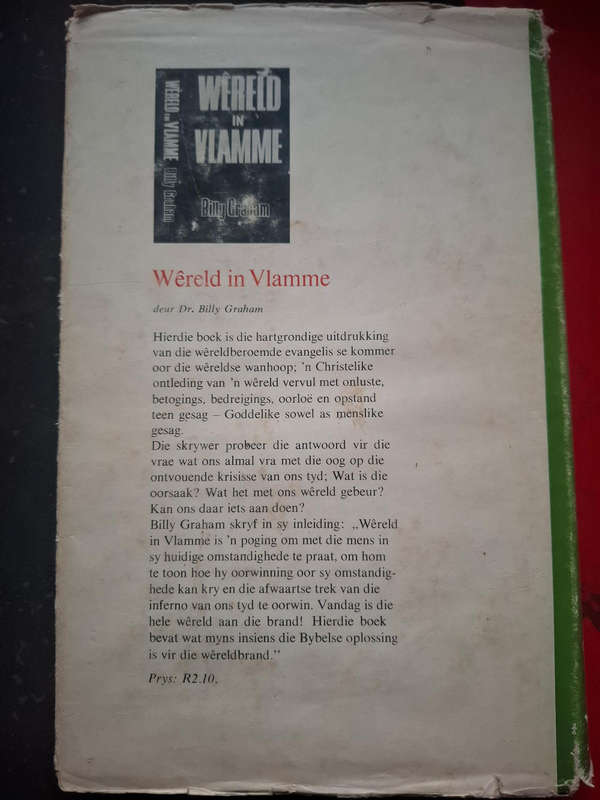 WÊRELD
IN
VLAMME
Billy Graham
WÊRELD IN VLAMME Billy Graham
Wêreld in Vlamme
deur Dr. Billy Graham
Hierdie boek is die hartgrondige uitdrukking
van die wêreldberoemde evangelis se kommer
oor die wêreldse wanhoop; 'n Christelike
ontleding van 'n wêreld vervul met onluste,
betogings, bedreigings, oorloë en opstand
teen gesag – Goddelike sowel as menslike
gesag.
Die skrywer probeer die antwoord vir die
vrae wat ons almal vra met die oog op die
ontvouende krisisse van ons tyd; Wat is die
oorsaak? Wat het met ons wêreld gebeur?
Kan ons daar iets aan doen?
Billy Graham skryf in sy inleiding: „Wêreld
in Vlamme is 'n poging om met die mens in
sy huidige omstandighede te praat, om hom
te toon hoe hy oorwinning oor sy omstandig-
hede kan kry en die afwaartse trek van die
inferno van ons tyd te oorwin. Vandag is die
hele wêreld aan die brand! Hierdie boek
bevat wat myns insiens die Bybelse oplossing
is vir die wêreldbrand.”
Prys: R2.10.